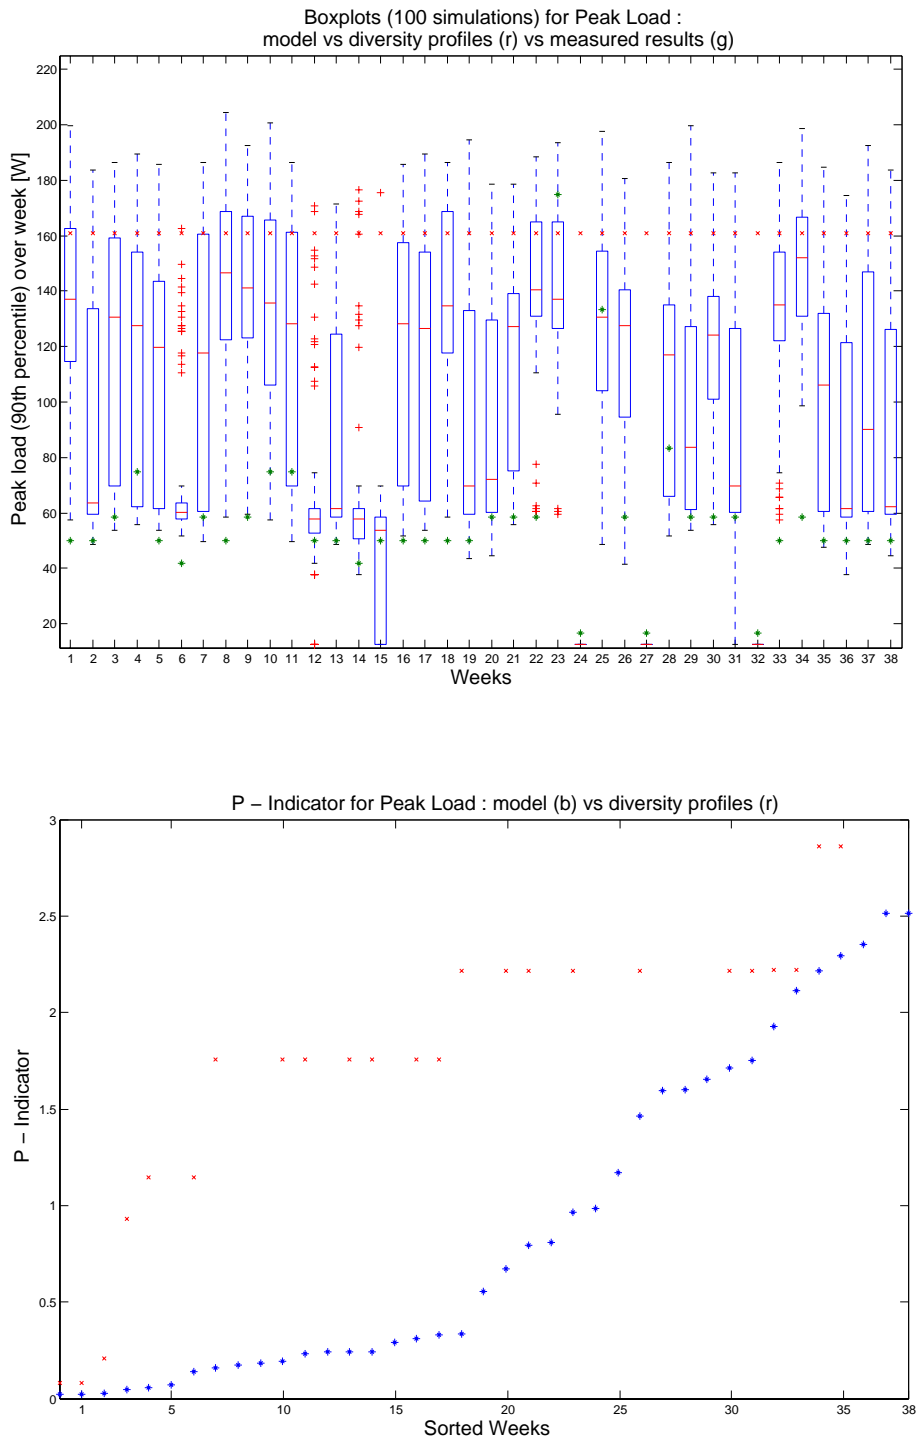 Boxplots (100 simulations) for Peak Load :
model vs diversity profiles (r) vs measured results (g)
Peak load (90th percentile) over week [W]
220
200
180
160
140
120
100
80
60
40
20
1 2 3 4 5 6 7 8 9 10 11 12 13 14 15 16 17 18 19 20 21 22 23 24 25 26 27 28 29 30 31 32 33 34 35 36 37 38
Weeks
P − Indicator for Peak Load : model (b) vs diversity profiles (r)
P − Indicator
3
2.5
2
1.5
1
0.5
0
1 5 10 15 20 25 30 35 38
Sorted Weeks